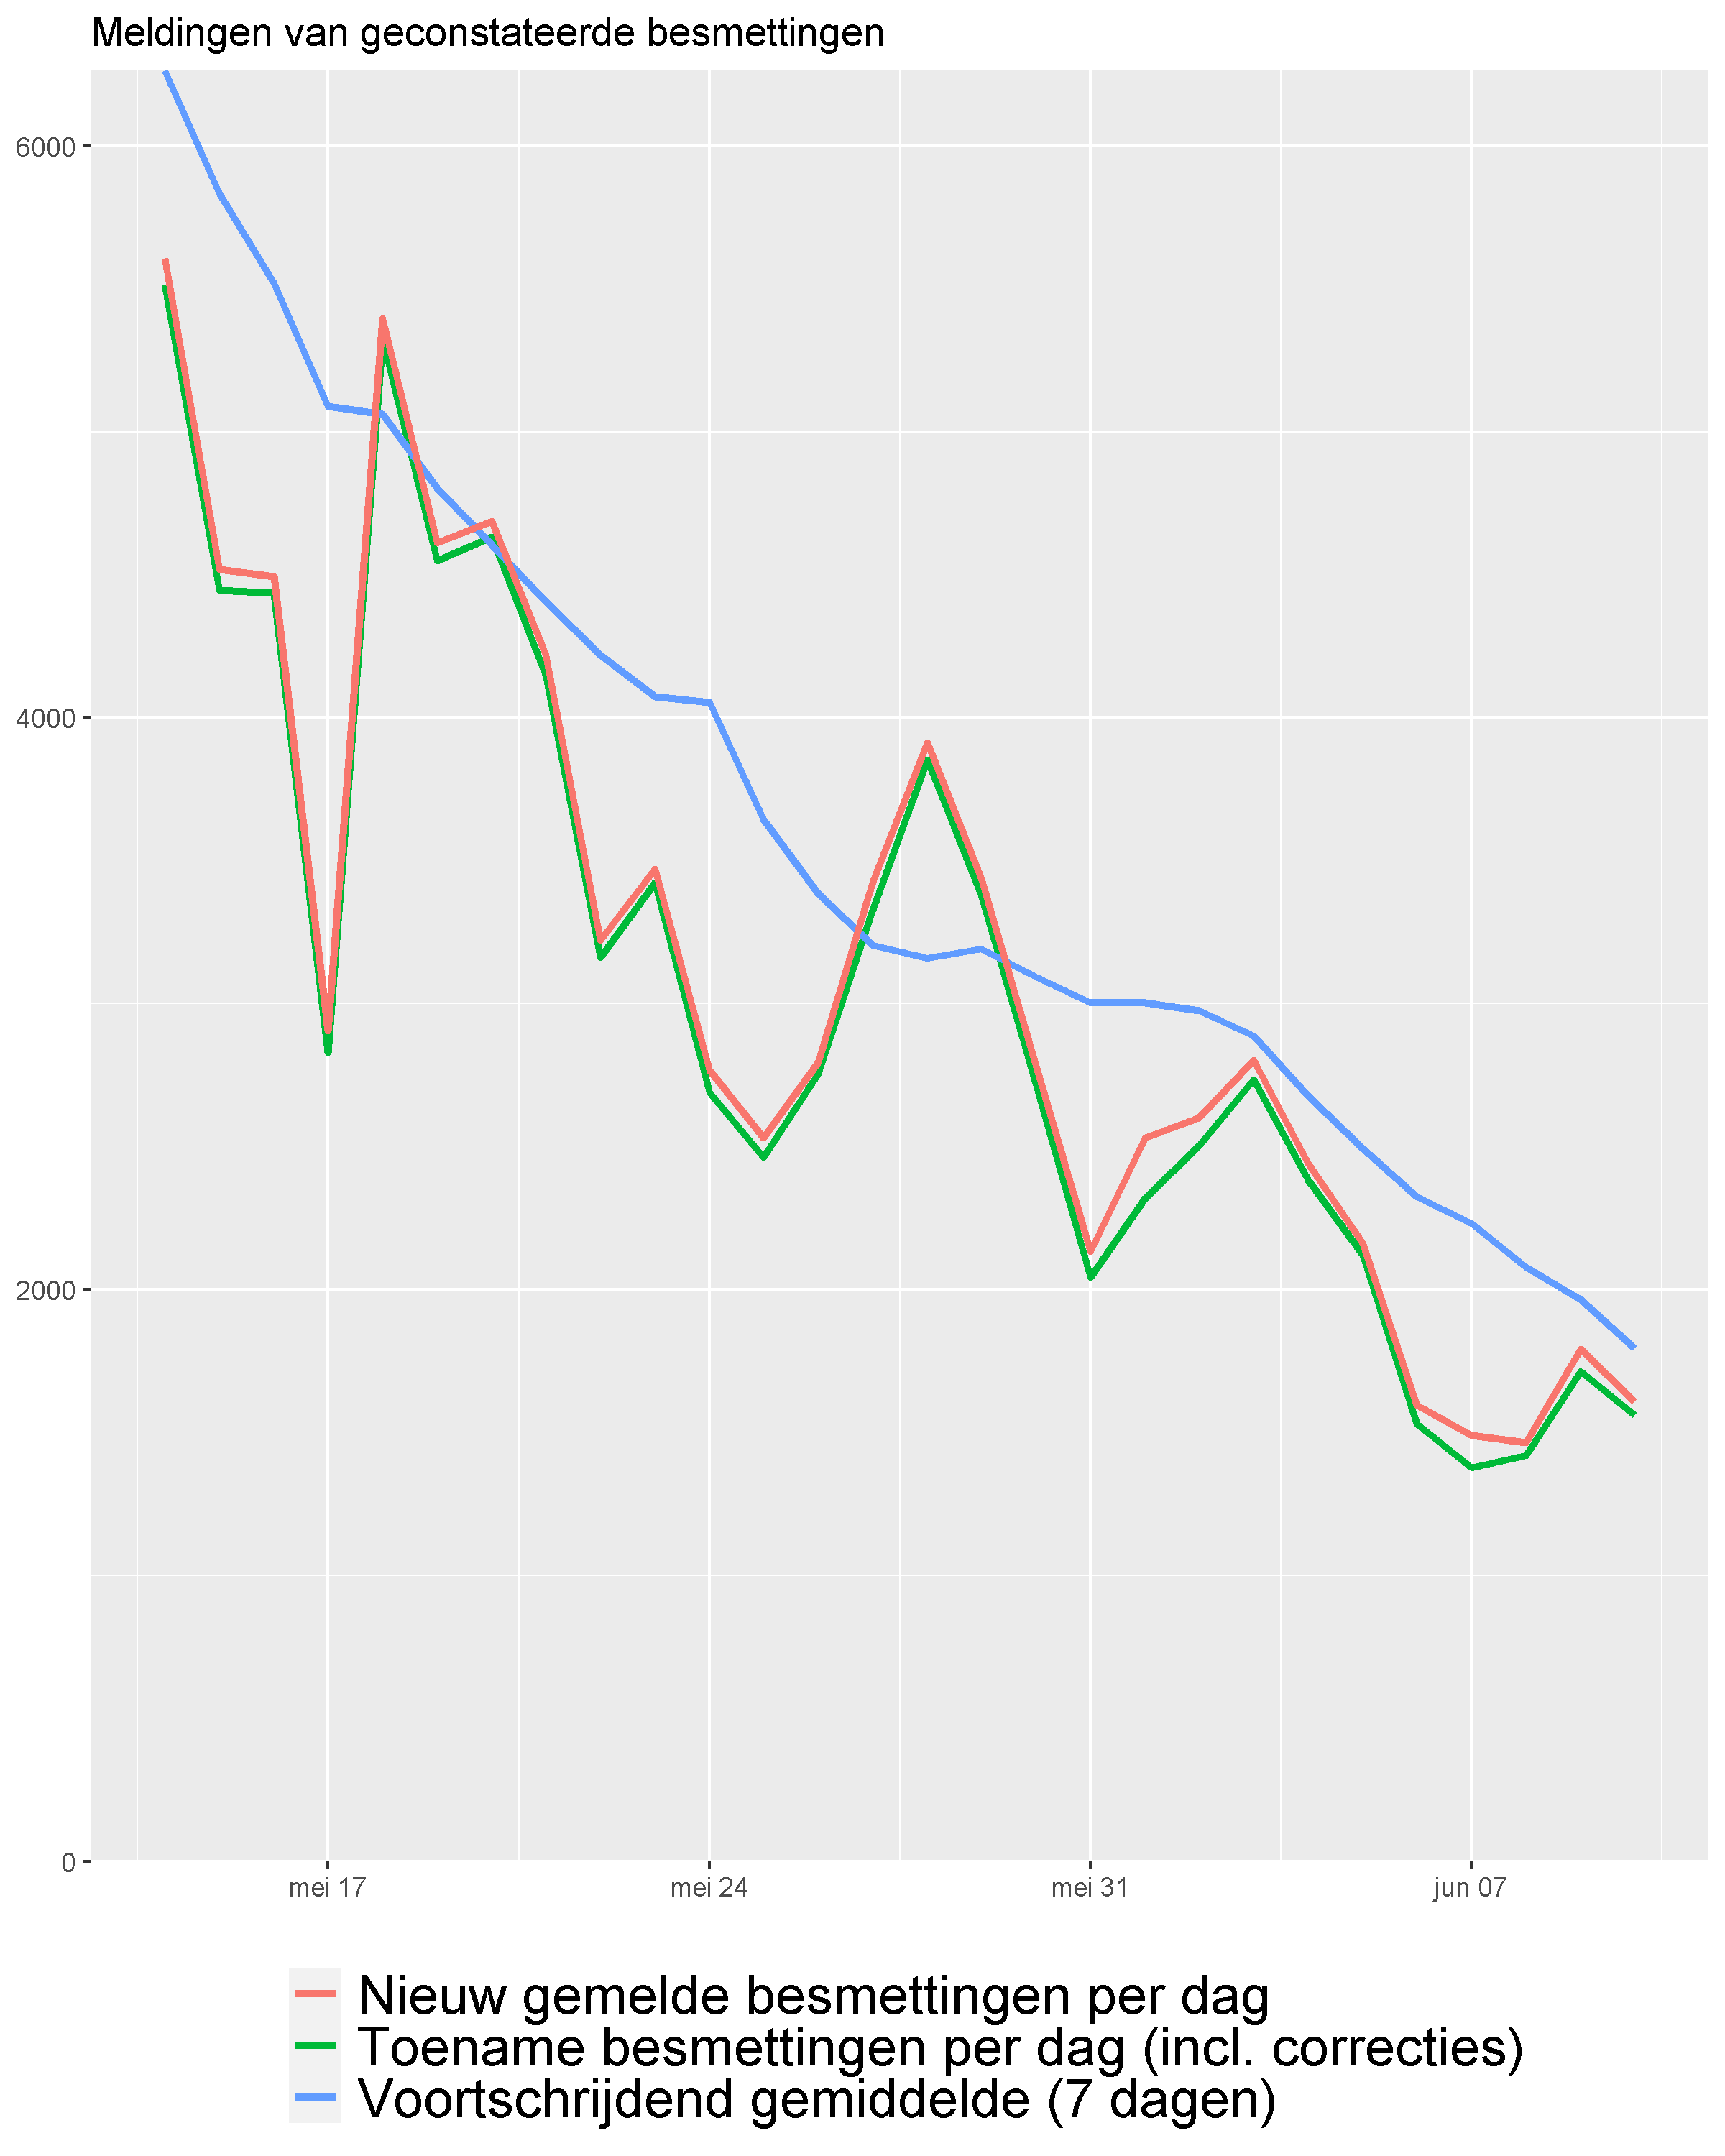 Meldingen van geconstateerde besmettingen
6000
4000
2000
0
mei 17 mei 24 mei 31 jun 07
Nieuw gemelde besmettingen per dag
Toename besmettingen per dag (incl. correcties)
Voortschrijdend gemiddelde (7 dagen)